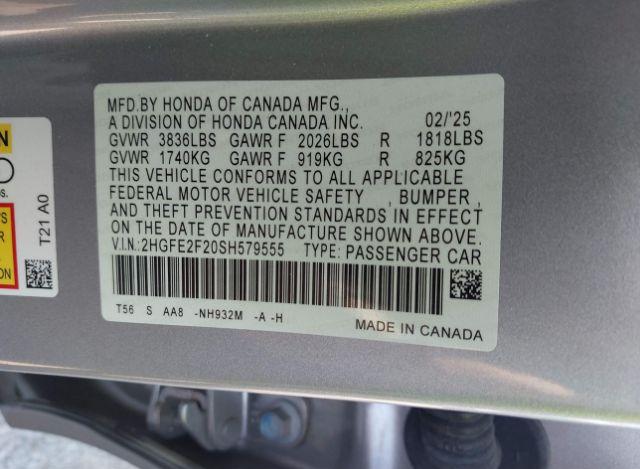 MFD.BY HONDA OF CANADA MFG.,
A DIVISION OF HONDA CANADA INC. 02/'25
GVWR 3836LBS GAWR F 2026LBS R 1818LBS
GVWR 1740KG GAWR F 919KG R 825KG
THIS VEHICLE CONFORMS TO ALL APPLICABLE
FEDERAL MOTOR VEHICLE SAFETY , BUMPER ,
AND THEFT PREVENTION STANDARDS IN EFFECT
ON THE DATE OF MANUFACTURE SHOWN ABOVE.
V.I.N.:2HGFE2F20SH579555 TYPE: PASSENGER CAR
T56 S AA8 -NH932M -A -H
MADE IN CANADA
T21 A0